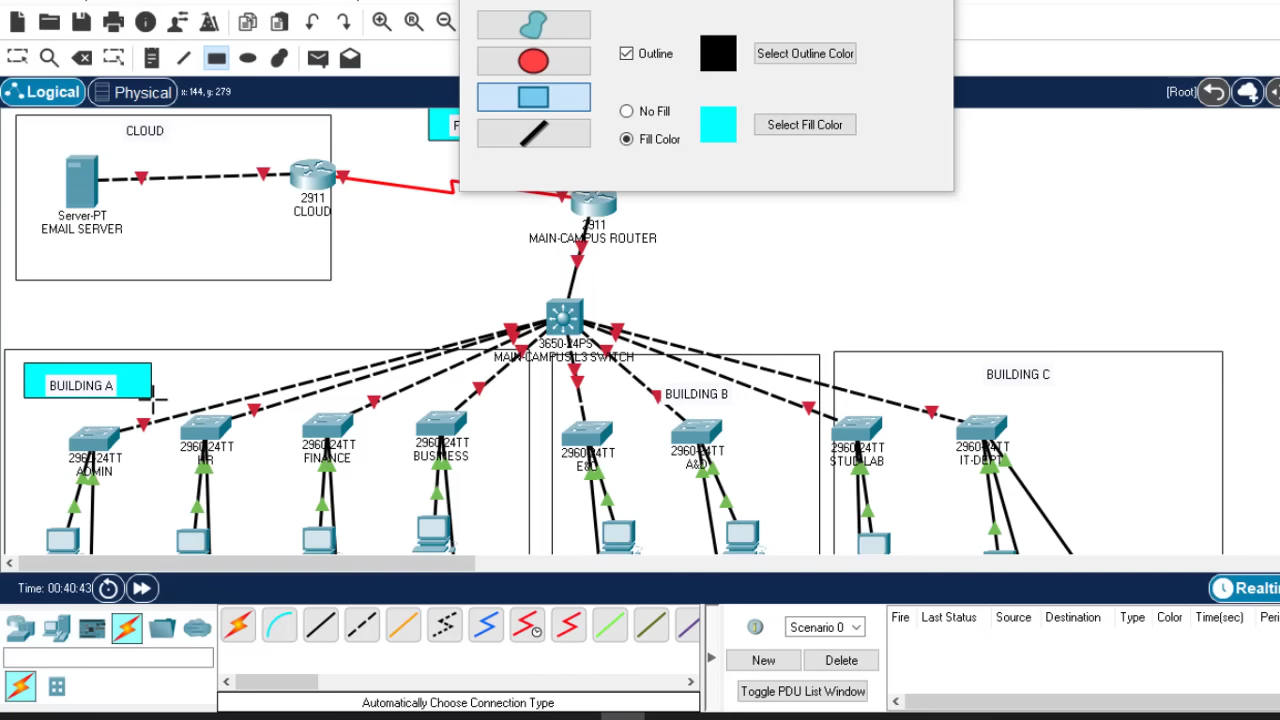 Outline
Select Outline Color
No Fill
Fill Color
Select Fill Color
Logical
Physical
x: 144, y: 279
[Root]
CLOUD
Server-PT
EMAIL SERVER
2911
CLOUD
2911
MAIN-CAMPUS ROUTER
3650-24PS
MAIN-CAMPUS L3 SWITCH
BUILDING A
BUILDING B
BUILDING C
2960-24TT
ADMIN
2960-24TT
HR
2960-24TT
FINANCE
2960-24TT
BUSINESS
2960-24TT
E&C
2960-24TT
A&D
2960-24TT
STUD-LAB
2960-24TT
IT-DEPT
Time: 00:40:43
Realti
Scenario 0
New
Delete
Toggle PDU List Window
Fire
Last Status
Source
Destination
Type
Color
Time(sec)
Peri
Automatically Choose Connection Type